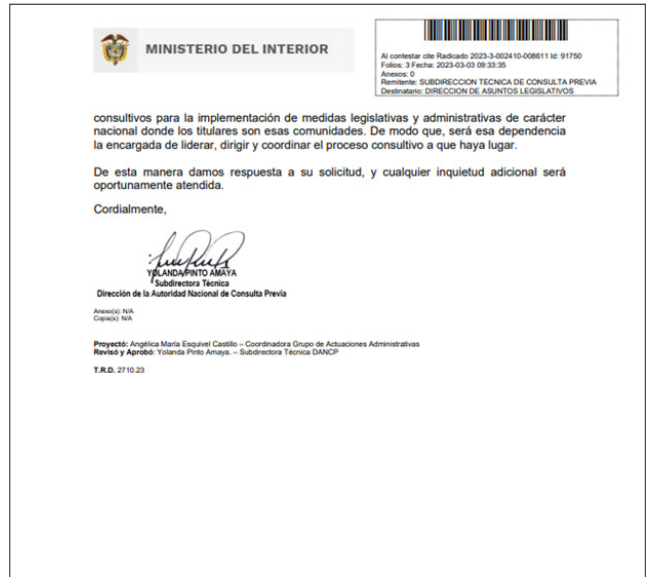 MINISTERIO DEL INTERIOR
Al contestar cite Radicado 2023-3-002410-008611 Id: 91750
Folios: 3 Fecha: 2023-03-03 09:33:35
Anexos: 0
Remitente: SUBDIRECCION TECNICA DE CONSULTA PREVIA
Destinatario: DIRECCION DE ASUNTOS LEGISLATIVOS
consultivos para la implementación de medidas legislativas y administrativas de carácter
nacional donde los titulares son esas comunidades. De modo que, será esa dependencia
la encargada de liderar, dirigir y coordinar el proceso consultivo a que haya lugar.
De esta manera damos respuesta a su solicitud, y cualquier inquietud adicional será
oportunamente atendida.
Cordialmente,
YOLANDA PINTO AMAYA
Subdirectora Técnica
Dirección de la Autoridad Nacional de Consulta Previa
Anexo(s): N/A
Copia(s): N/A
Proyectó: Angélica María Esquivel Castillo – Coordinadora Grupo de Actuaciones Administrativas
Revisó y Aprobó: Yolanda Pinto Amaya. – Subdirectora Técnica DANCP
T.R.D. 2710.23